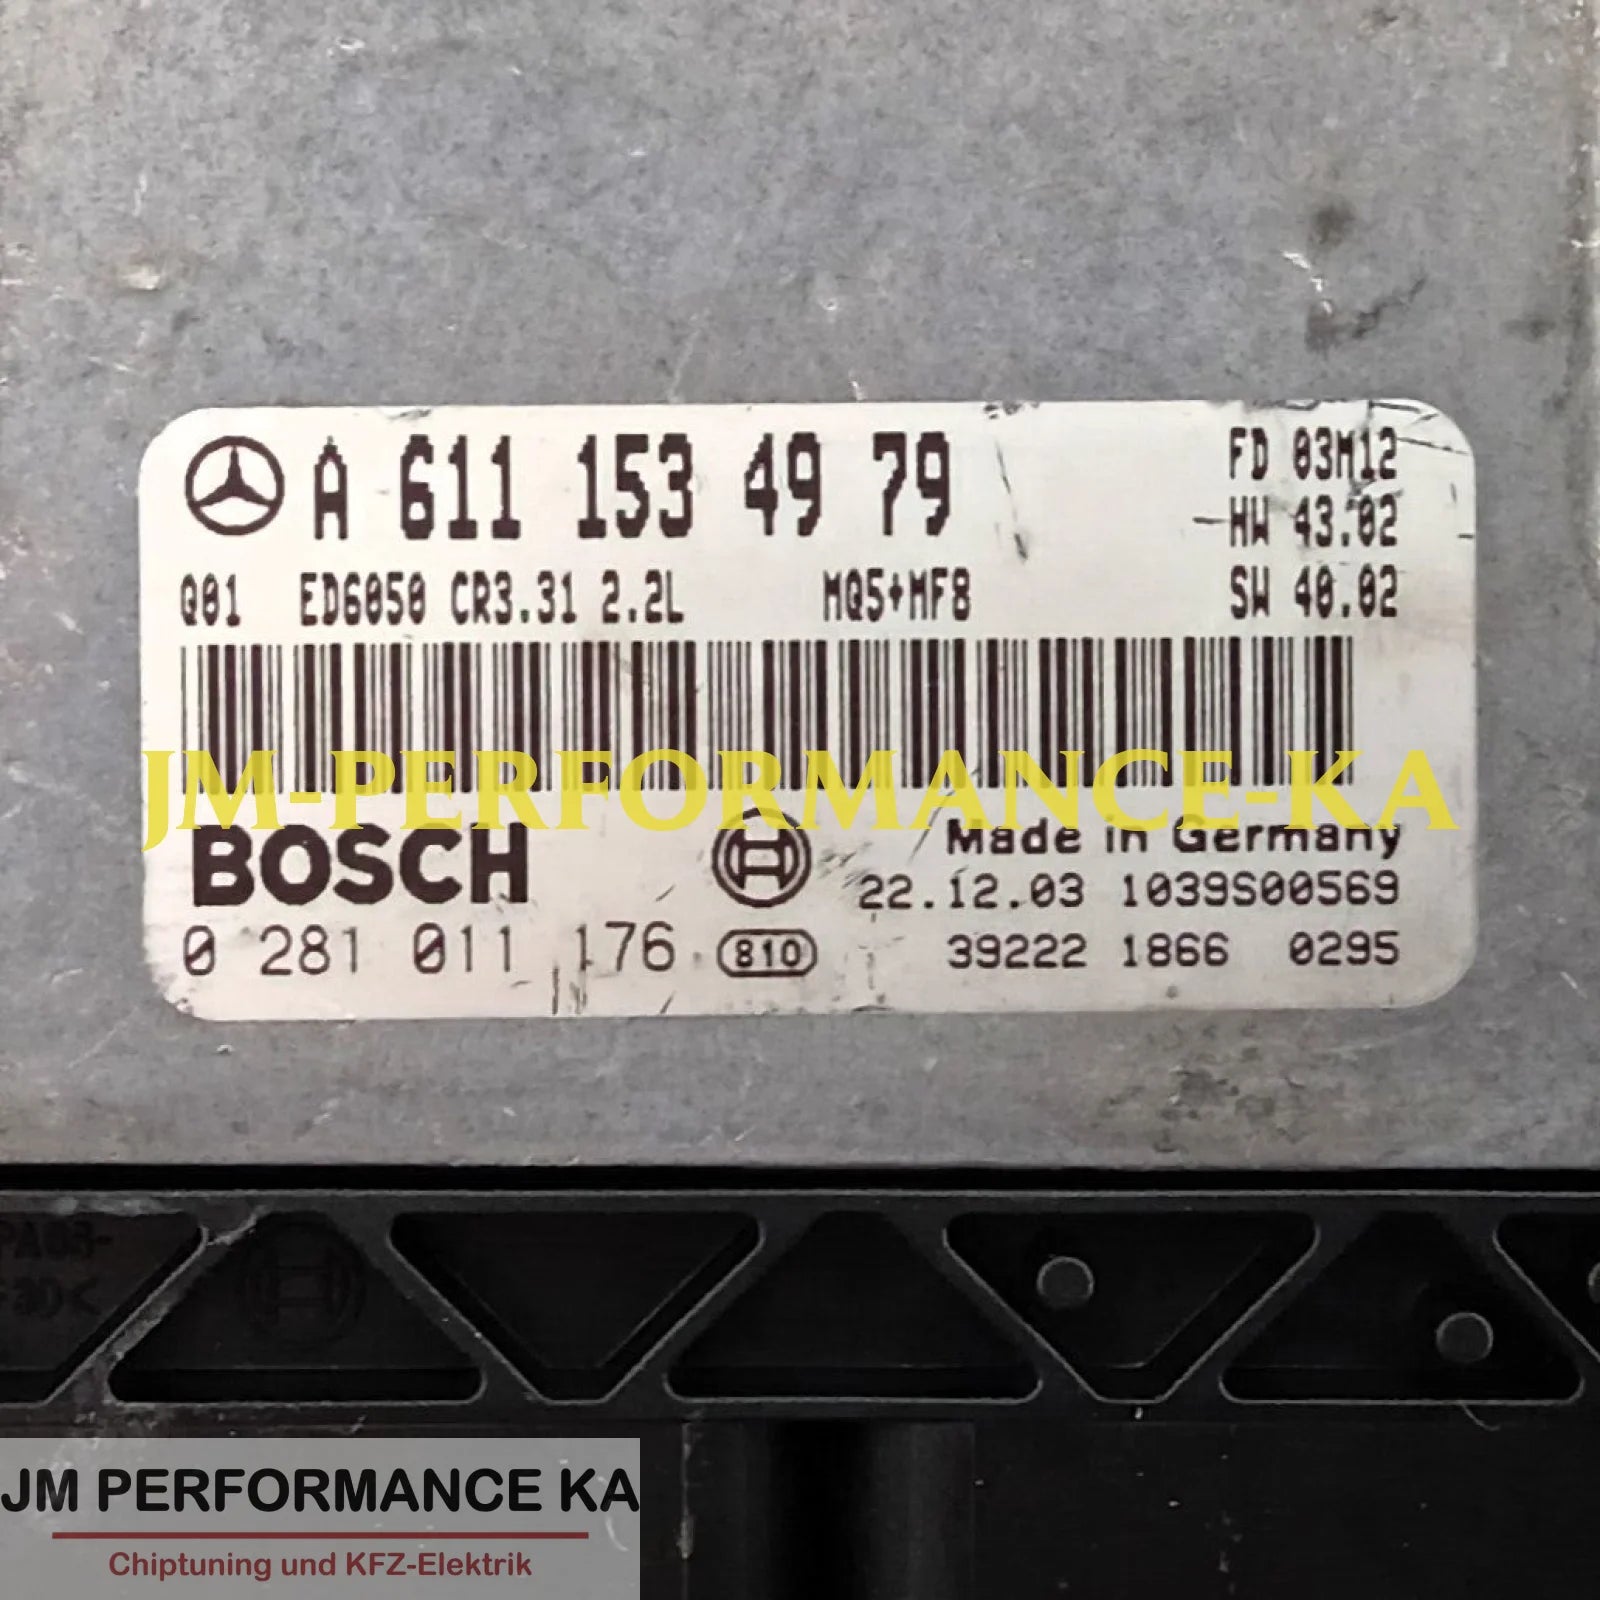 A 611 153 49 79
FD 03M12
HW 43.02
Q01 ED6050 CR3.31 2.2L MQ5+MF8
SW 40.02
JM-PERFORMANCE-KA
BOSCH
Made in Germany
22.12.03 1039S00569
0 281 011 176 810
39222 1866 0295
JM PERFORMANCE KA
Chiptuning und KFZ-Elektrik